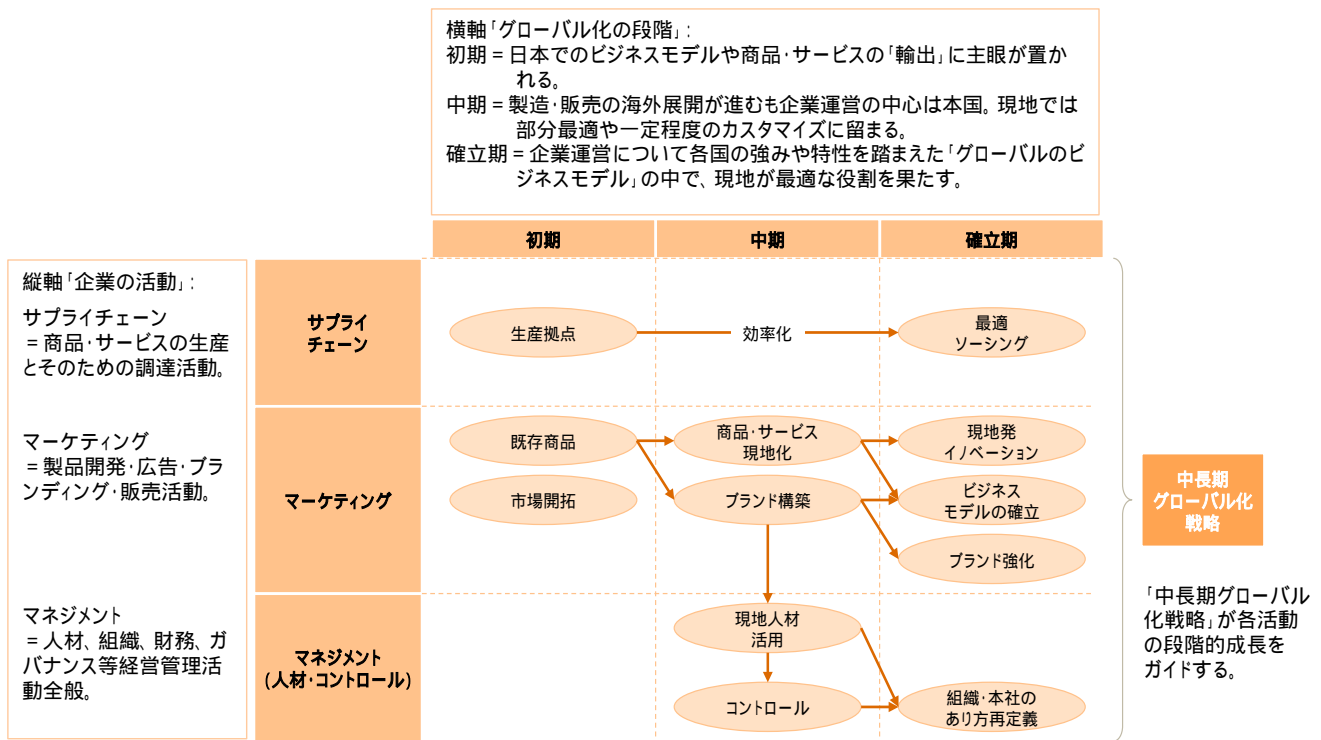 横軸「グローバル化の段階」:
初期 = 日本でのビジネスモデルや商品・サービスの「輸出」に主眼が置か
れる。
中期 = 製造・販売の海外展開が進むも企業運営の中心は本国。現地では
部分最適や一定程度のカスタマイズに留まる。
確立期 = 企業運営について各国の強みや特性を踏まえた「グローバルのビ
ジネスモデル」の中で、現地が最適な役割を果たす。
初期
中期
確立期
縦軸「企業の活動」:
サプライチェーン
= 商品・サービスの生産
とそのための調達活動。
マーケティング
= 製品開発・広告・ブラ
ンディング・販売活動。
マネジメント
= 人材、組織、財務、ガ
バナンス等経営管理活
動全般。
サプライ
チェーン
生産拠点
効率化
最適
ソーシング
マーケティング
既存商品
商品・サービス
現地化
現地発
イノベーション
市場開拓
ブランド構築
ビジネス
モデルの確立
ブランド強化
マネジメント
(人材・コントロール)
現地人材
活用
コントロール
組織・本社の
あり方再定義
中長期
グローバル化
戦略
「中長期グローバル
化戦略」が各活動
の段階的成長を
ガイドする。